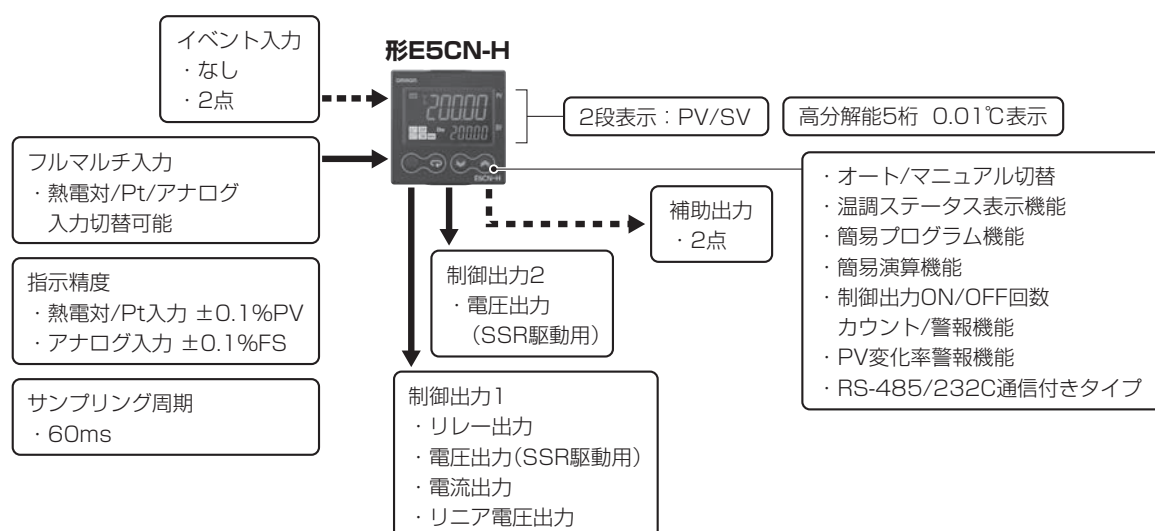 イベント入力
・なし
・2点
形E5CN-H
OMRON
20000
PV
20000
SV
E5CN-H
2段表示：PV/SV
高分解能5桁 0.01℃表示
フルマルチ入力
・熱電対/Pt/アナログ
入力切替可能
指示精度
・熱電対/Pt入力 ±0.1%PV
・アナログ入力 ±0.1%FS
サンプリング周期
・60ms
補助出力
・2点
制御出力2
・電圧出力
（SSR駆動用）
制御出力1
・リレー出力
・電圧出力（SSR駆動用）
・電流出力
・リニア電圧出力
・オート/マニュアル切替
・温調ステータス表示機能
・簡易プログラム機能
・簡易演算機能
・制御出力ON/OFF回数
カウント/警報機能
・PV変化率警報機能
・RS-485/232C通信付きタイプ